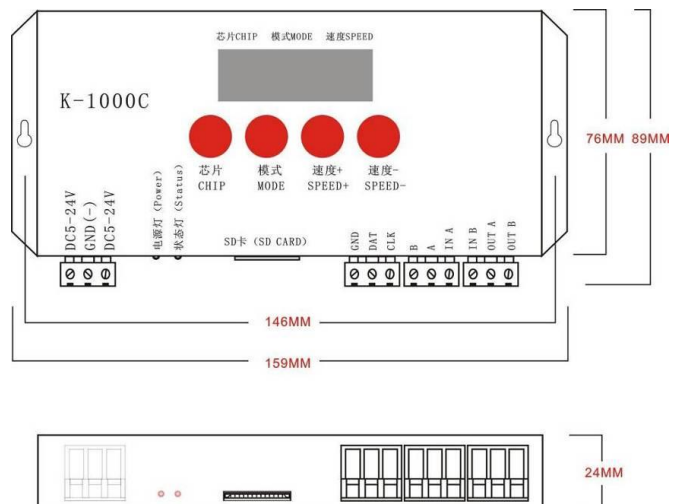 芯片CHIP 模式MODE 速度SPEED
K-1000C
芯片
CHIP
模式
MODE
速度+
SPEED+
速度-
SPEED-
76MM
89MM
DC5-24V
GND(-)
DC5-24V
电源灯(Power)
状态灯(Status)
SD卡 (SD CARD)
GND
DAT
CLK
B
A
IN A
IN B
OUT A
OUT B
146MM
159MM
24MM